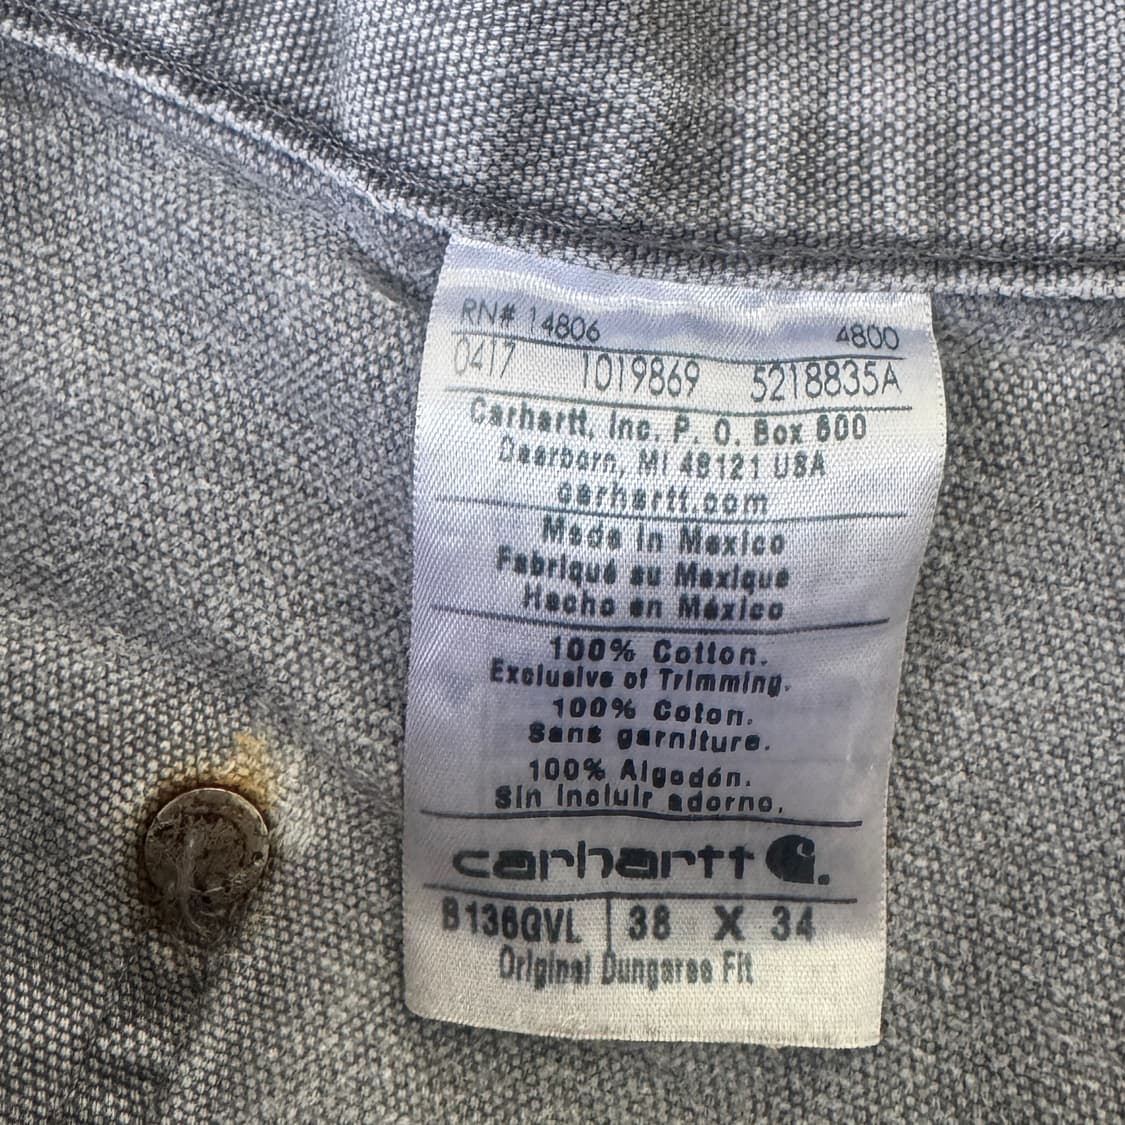 RN# 14806 4800
0417 1019869 5218835A
Carhartt, Inc. P. O. Box 600
Dearborn, MI 48121 USA
carhartt.com
Made in Mexico
Fabriqué au Mexique
Hecho en México
100% Cotton.
Exclusive of Trimming.
100% Coton.
Sans garniture.
100% Algodón.
Sin incluir adorno.
carhartt
B136GVL 38 X 34
Original Dungaree Fit